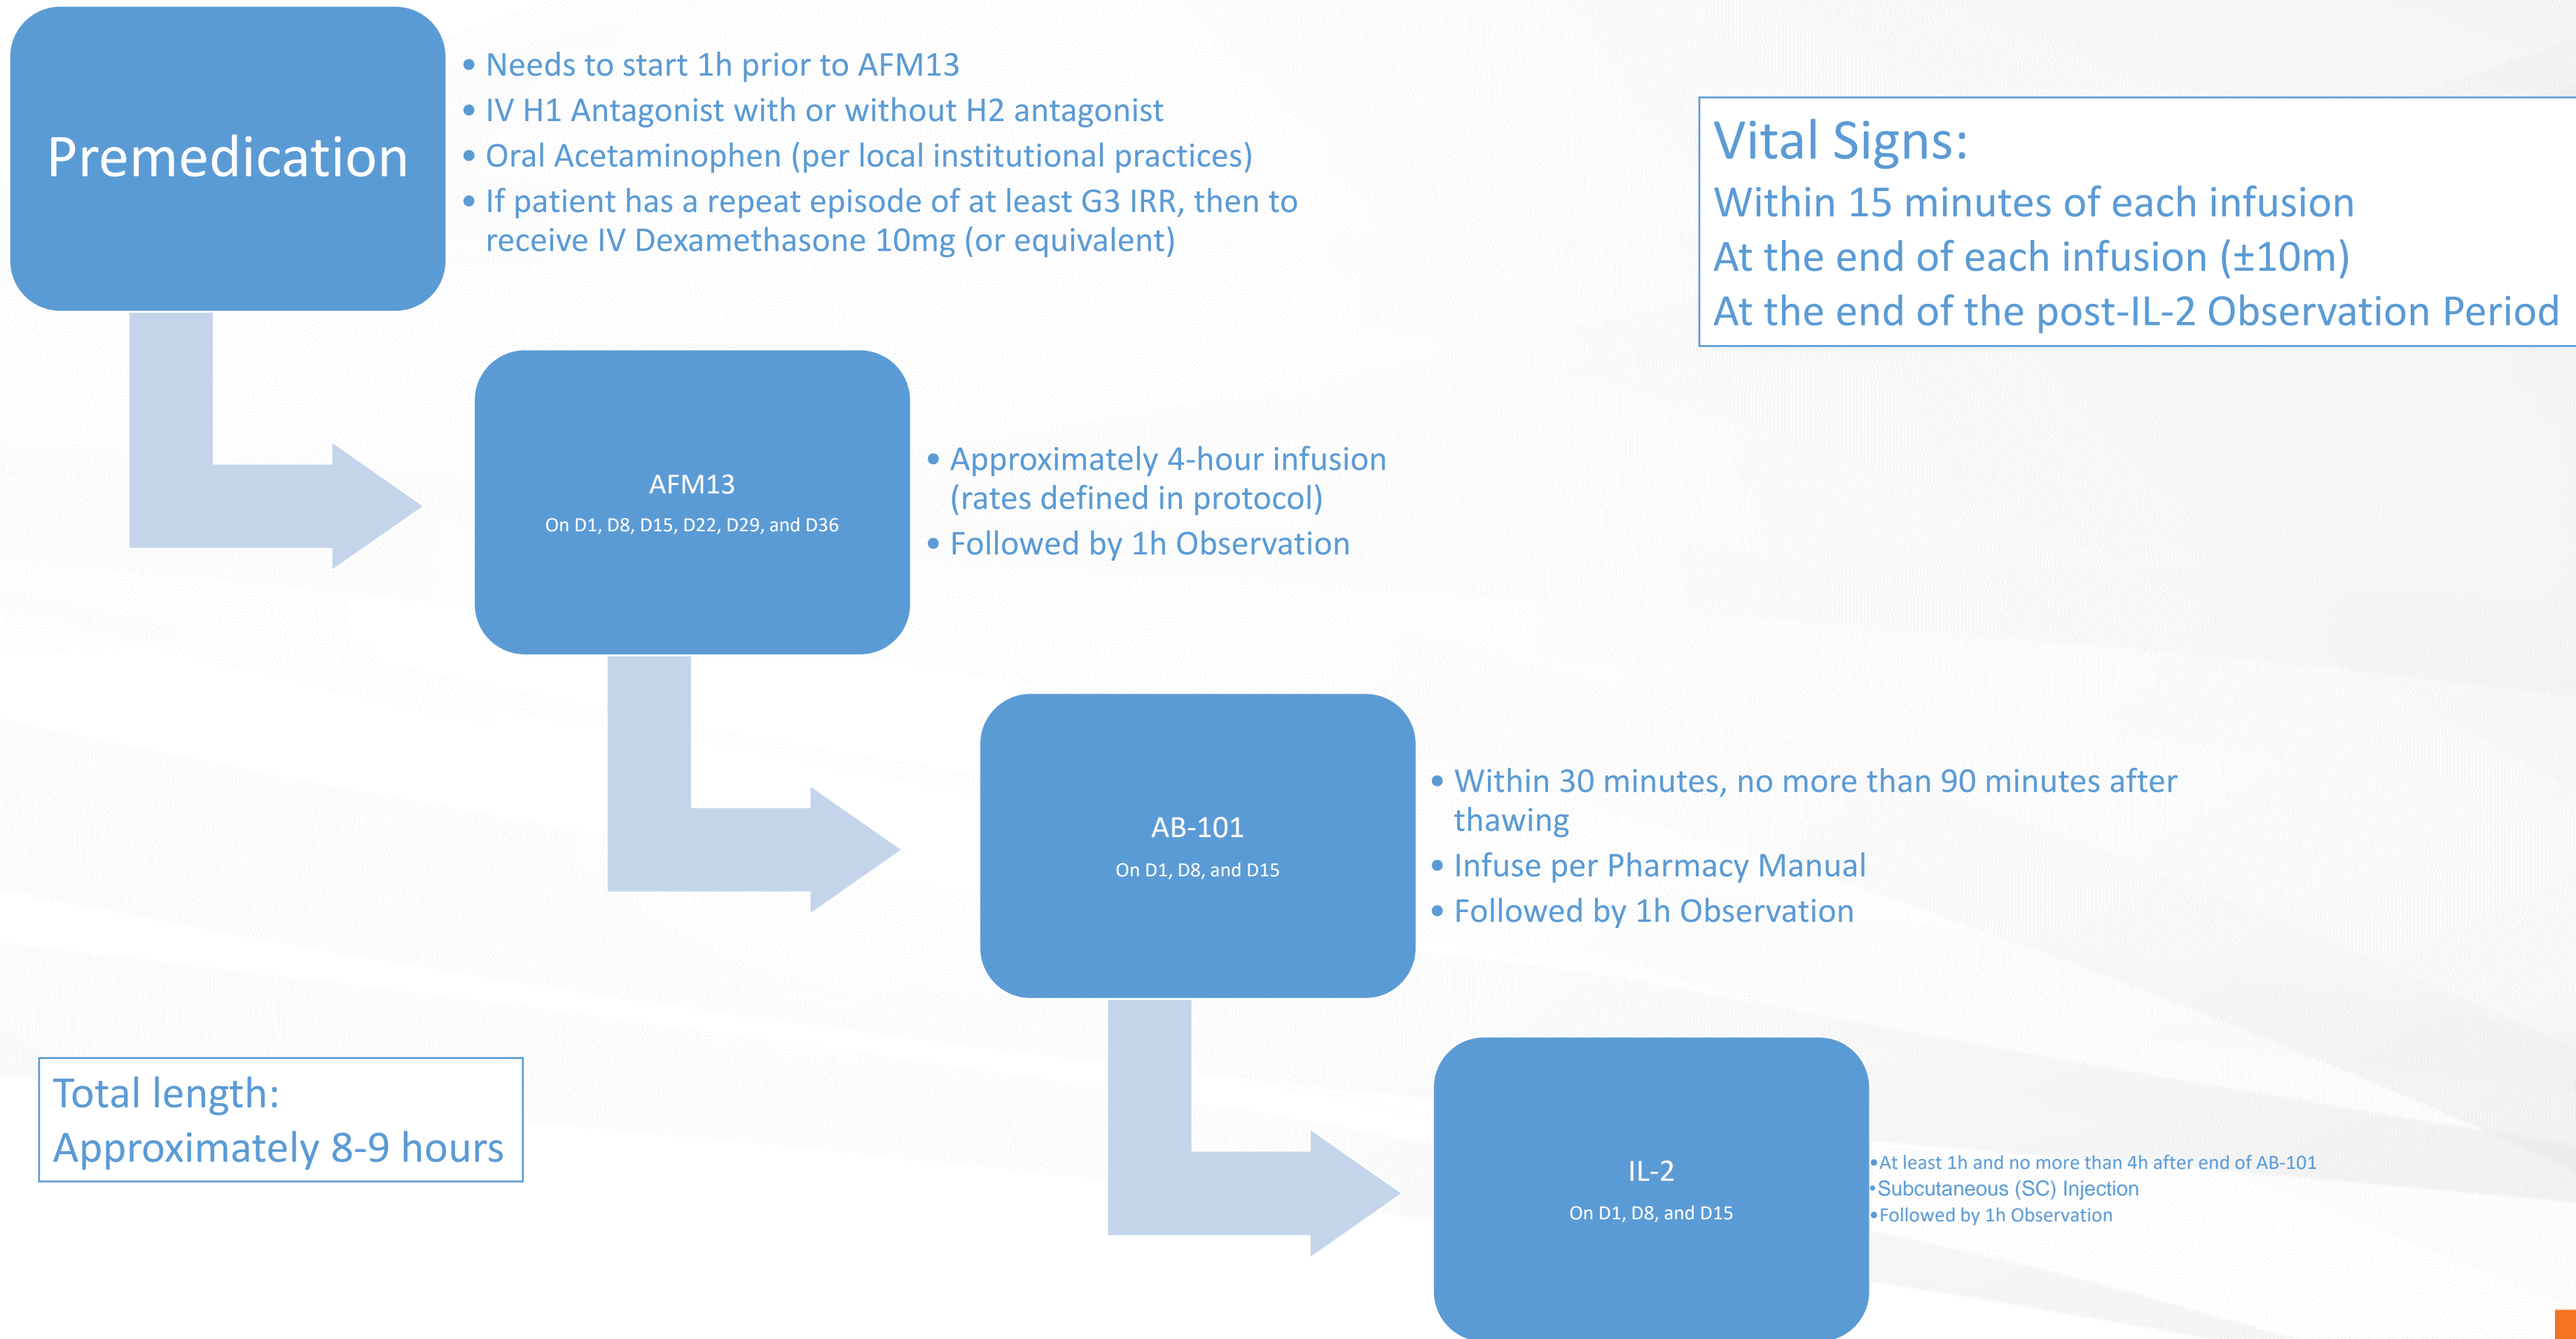 Premedication
• Needs to start 1h prior to AFM13
• IV H1 Antagonist with or without H2 antagonist
• Oral Acetaminophen (per local institutional practices)
• If patient has a repeat episode of at least G3 IRR, then to
receive IV Dexamethasone 10mg (or equivalent)
Vital Signs:
Within 15 minutes of each infusion
At the end of each infusion (±10m)
At the end of the post-IL-2 Observation Period
AFM13
On D1, D8, D15, D22, D29, and D36
• Approximately 4-hour infusion
(rates defined in protocol)
• Followed by 1h Observation
AB-101
On D1, D8, and D15
• Within 30 minutes, no more than 90 minutes after
thawing
• Infuse per Pharmacy Manual
• Followed by 1h Observation
Total length:
Approximately 8-9 hours
IL-2
On D1, D8, and D15
•At least 1h and no more than 4h after end of AB-101
•Subcutaneous (SC) Injection
•Followed by 1h Observation